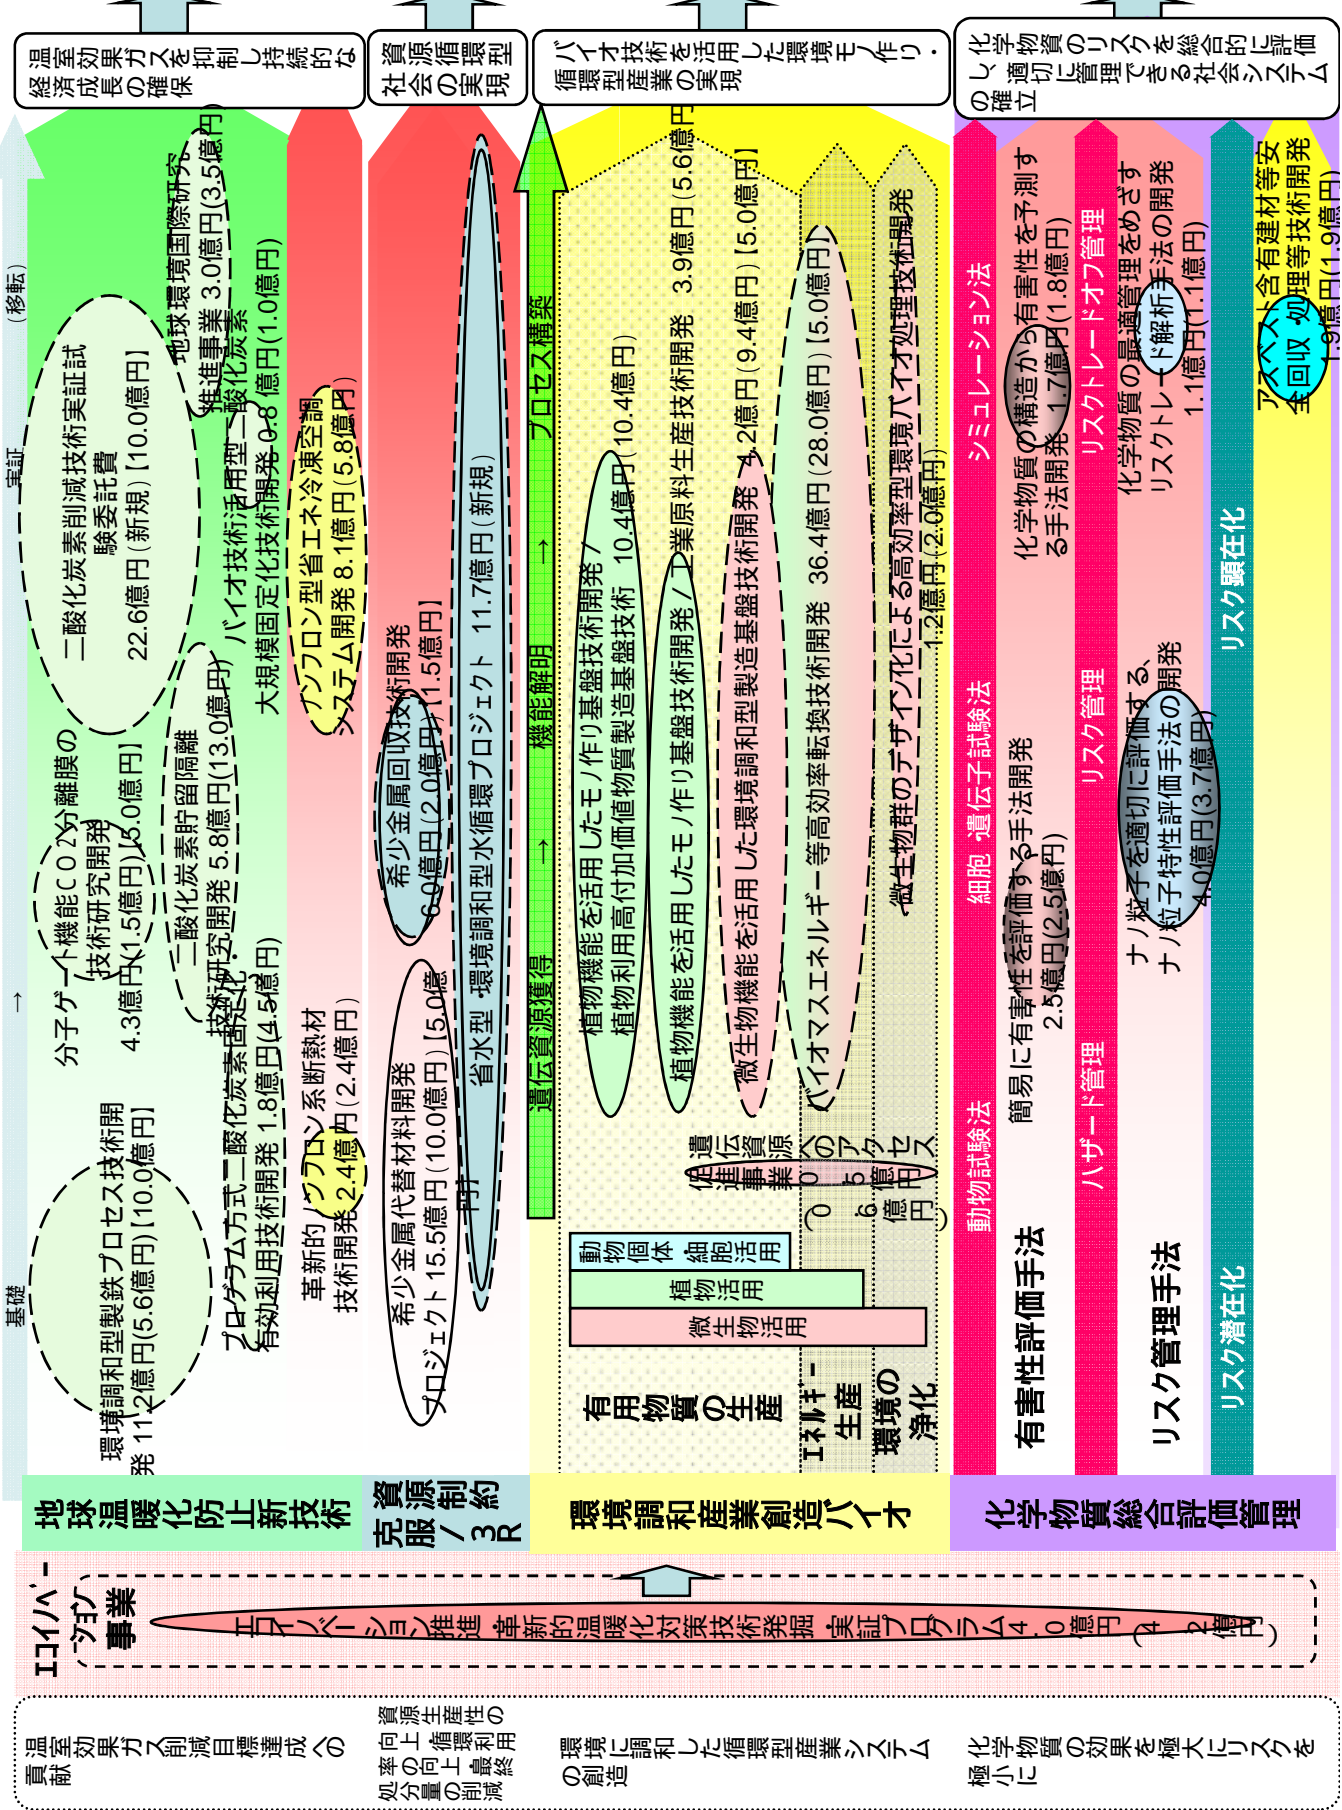 温室効果ガス削減目標達成への
貢献
資源生産性の
向上・循環利用
率の向上・最終
処分量の削減
環境に調和した循環型産業システム
の創造
化学物質の効果を極大にリスクを
極小に
エコイノベー
ション
事業
エコイノベーション推進・革新的温暖化対策技術発掘・実証プログラム4.0億円(4.2億円)
地球温暖化防止新技術
資源制約
克服/3R
環境調和産業創造バイオ
化学物質総合評価管理
基礎
→
実証
(移転)
環境調和型製鉄プロセス技術開
発 11.2億円(5.6億円)【10.0億円】
分子ゲート機能CO2分離膜の
技術研究開発
4.3億円(1.5億円)【5.0億円】
二酸化炭素削減技術実証試
験委託費
22.6億円(新規)【10.0億円】
二酸化炭素貯留隔離
技術研究開発 5.8億円(13.0億円)
地球環境国際研究
推進事業 3.0億円(3.5億円)
プログラム方式二酸化炭素固定化・
有効利用技術開発 1.8億円(4.5億円)
バイオ技術活用型二酸化炭素
大規模固定化技術開発 0.8億円(1.0億円)
革新的ノンフロン系断熱材
技術開発 2.4億円(2.4億円)
ノンフロン型省エネ冷凍空調
システム開発 8.1億円(5.8億円)
希少金属代替材料開発
プロジェクト 15.5億円(10.0億円)【5.0億
円】
希少金属回収技術開発
6.0億円(2.0億円)【1.5億円】
省水型・環境調和型水循環プロジェクト 11.7億円(新規)
遺伝資源獲得 → 機能解明 → プロセス構築
有用物質の生産
エネルギー
生産
環境の
浄化
動物個体・細胞活用
植物活用
微生物活用
遺伝資源へのアクセス
促進事業 0.5億円
(0.6億円)
植物機能を活用したモノ作り基盤技術開発/
植物利用高付加価値物質製造基盤技術 10.4億円(10.4億円)
植物機能を活用したモノ作り基盤技術開発/工業原料生産技術開発 3.9億円(5.6億円)
微生物機能を活用した環境調和型製造基盤技術開発 4.2億円(9.4億円)【5.0億円】
バイオマスエネルギー等高効率転換技術開発 36.4億円(28.0億円)【5.0億円】
微生物群のデザイン化による高効率型環境バイオ処理技術開発
1.2億円(2.0億円)
動物試験法
細胞・遺伝子試験法
シミュレーション法
有害性評価手法
簡易に有害性を評価する手法開発
2.5億円(2.5億円)
化学物質の構造から有害性を予測す
る手法開発 1.7億円(1.8億円)
ハザード管理
リスク管理
リスクトレードオフ管理
リスク管理手法
ナノ粒子を適切に評価する、
ナノ粒子特性評価手法の開発
4.0億円(3.7億円)
化学物質の最適管理をめざす
リスクトレード解析手法の開発
1.1億円(1.1億円)
リスク潜在化
リスク顕在化
アスベスト含有建材等安
全回収・処理等技術開発
1.9億円(1.9億円)
温室効果ガスを抑制し持続的な
経済成長の確保
資源循環型
社会の実現
バイオ技術を活用した環境モノ作り・
循環型産業の実現
化学物資のリスクを総合的に評価
し、適切に管理できる社会システム
の確立